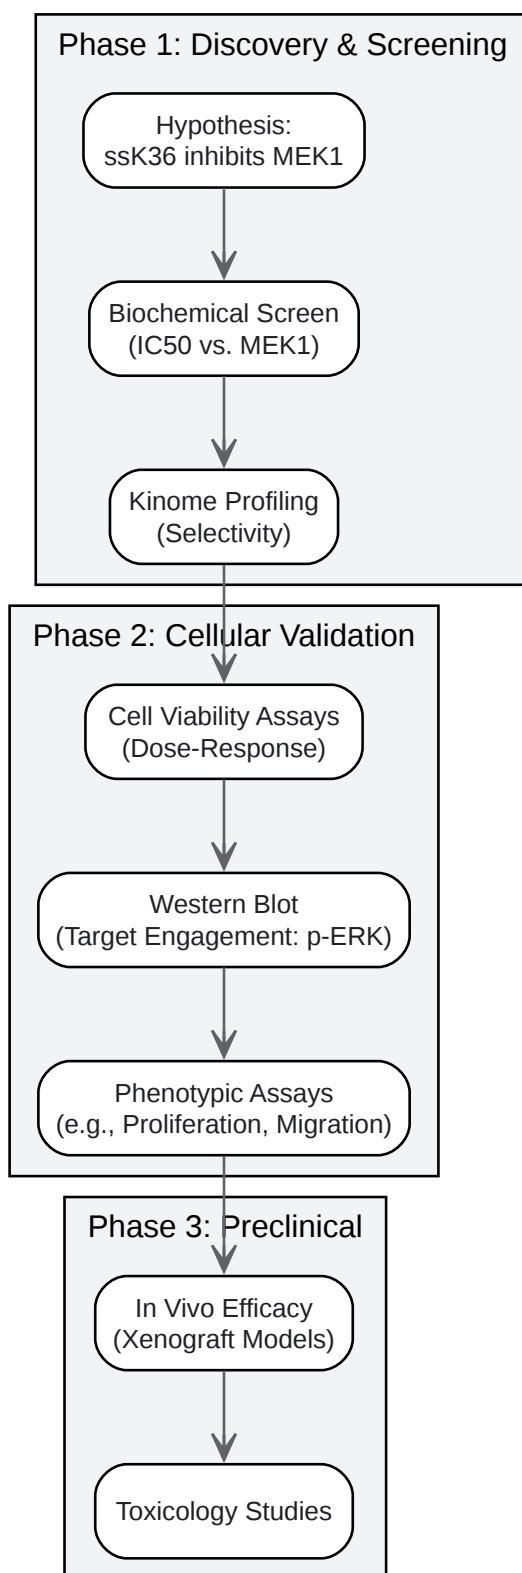 Phase 1: Discovery & Screening
Hypothesis:
ssK36 inhibits MEK1
Biochemical Screen
(IC50 vs. MEK1)
Kinome Profiling
(Selectivity)
Phase 2: Cellular Validation
Cell Viability Assays
(Dose-Response)
Western Blot
(Target Engagement: p-ERK)
Phenotypic Assays
(e.g., Proliferation, Migration)
Phase 3: Preclinical
In Vivo Efficacy
(Xenograft Models)
Toxicology Studies